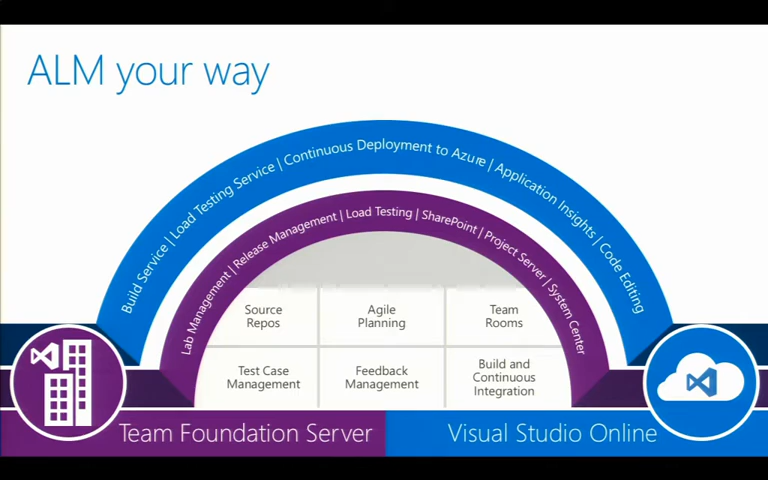 ALM your way
Build Service | Load Testing Service | Continuous Deployment to Azure | Application Insights | Code Editing
Lab Management | Release Management | Load Testing | SharePoint | Project Server | System Center
Source
Repos
Agile
Planning
Team
Rooms
Test Case
Management
Feedback
Management
Build and
Continuous
Integration
Team Foundation Server
Visual Studio Online